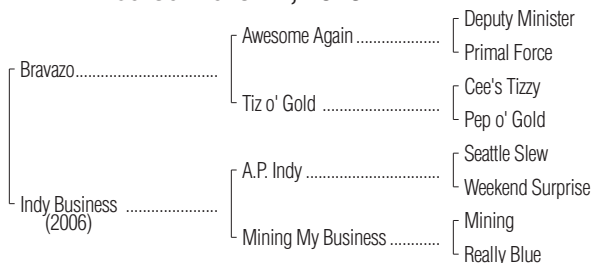 Deputy Minister
Awesome Again ....................
Primal Force
Bravazo..................................
Cee's Tizzy
Tiz o' Gold ............................
Pep o' Gold
Seattle Slew
A.P. Indy ................................
Weekend Surprise
Indy Business ......................
(2006)
Mining
Mining My Business ............
Really Blue